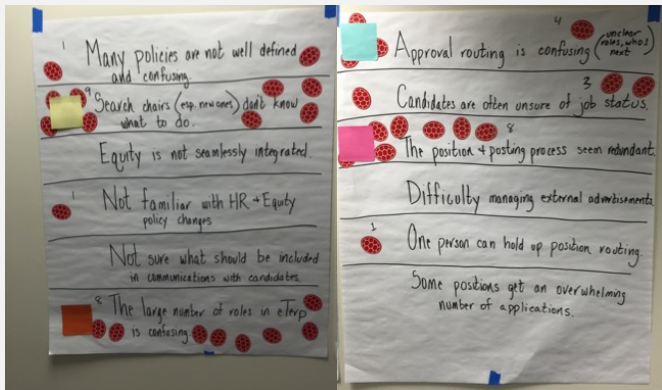 1
Many policies are not well defined
and confusing.
9
Search chairs (esp. new ones) don't know
what to do.
Equity is not seamlessly integrated.
1
Not familiar with HR + Equity
policy changes
Not sure what should be included
in communications with candidates.
8
The large number of roles in eTerp
is confusing.
4
Approval routing is confusing (unclear
roles, who's
next
3
Candidates are often unsure of job status.
8
The position + posting process seem redundant.
Difficulty managing external advertisements
1
One person can hold up position routing.
Some positions get an overwhelming
number of applications.